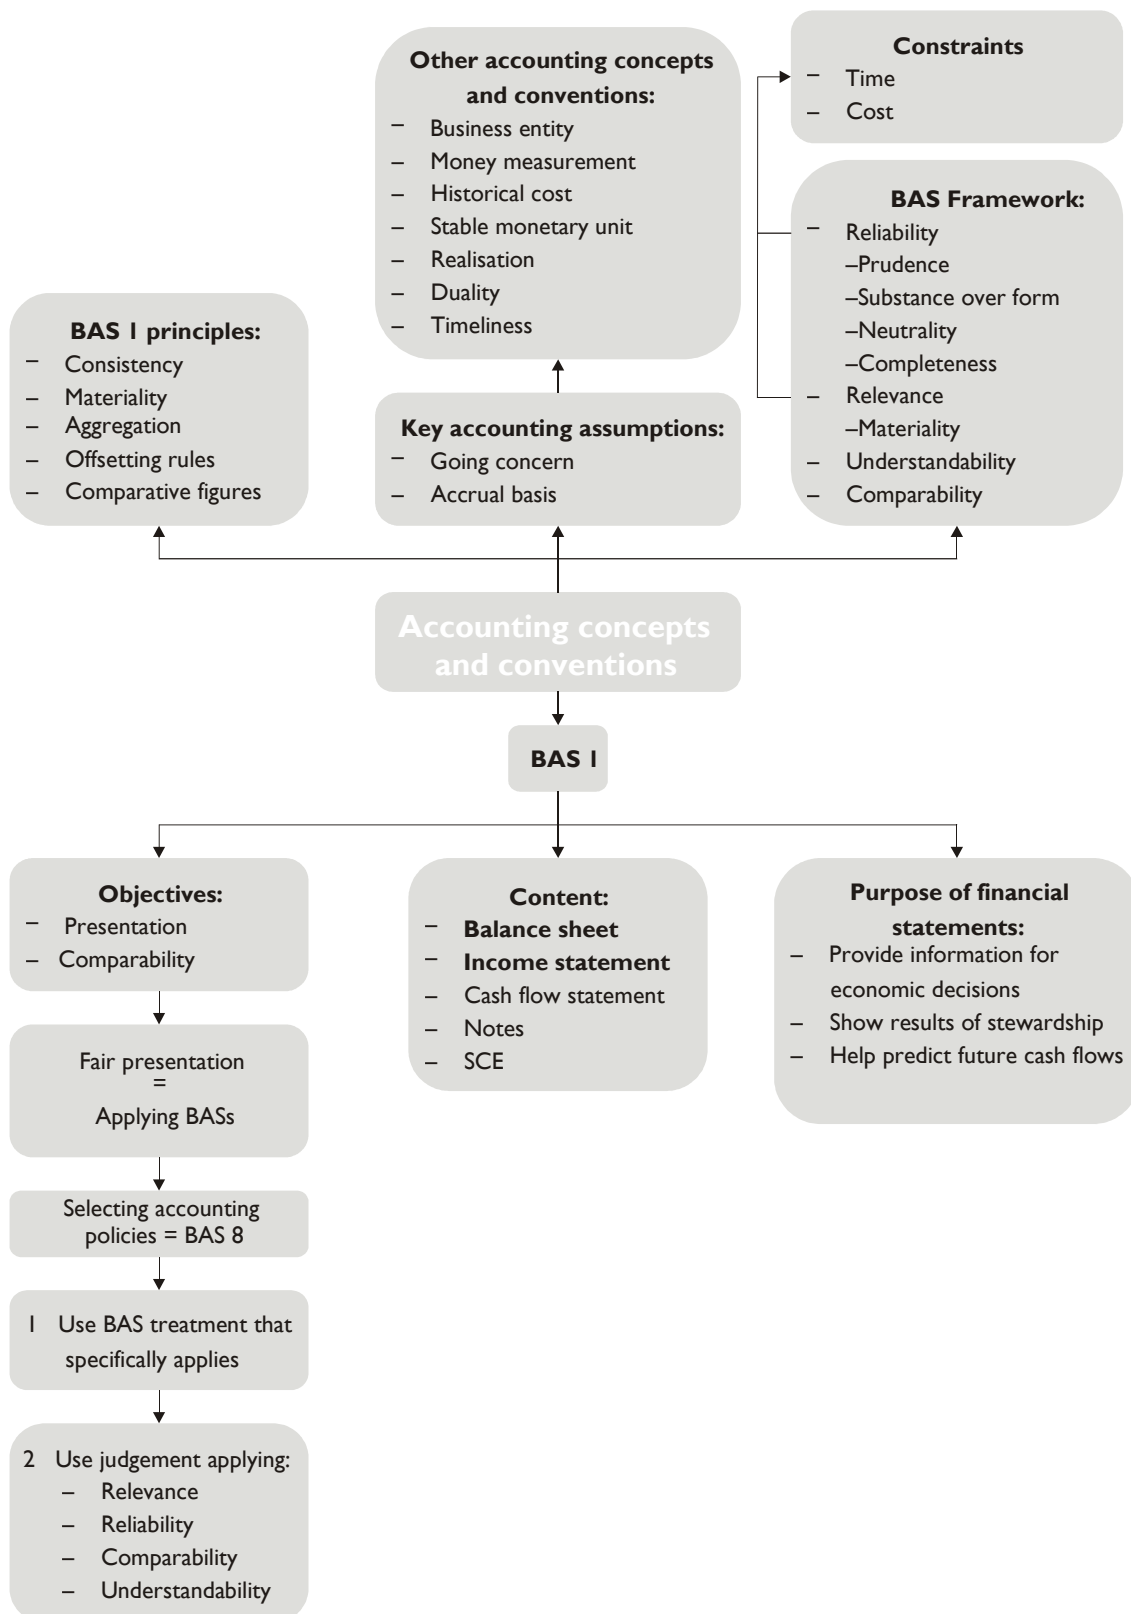 Constraints
– Time
– Cost
Other accounting concepts
and conventions:
– Business entity
– Money measurement
– Historical cost
– Stable monetary unit
– Realisation
– Duality
– Timeliness
BAS Framework:
– Reliability
–Prudence
–Substance over form
–Neutrality
–Completeness
– Relevance
–Materiality
– Understandability
– Comparability
BAS 1 principles:
– Consistency
– Materiality
– Aggregation
– Offsetting rules
– Comparative figures
Key accounting assumptions:
– Going concern
– Accrual basis
Accounting concepts
and conventions
BAS 1
Objectives:
– Presentation
– Comparability
Content:
– Balance sheet
– Income statement
– Cash flow statement
– Notes
– SCE
Purpose of financial
statements:
– Provide information for
economic decisions
– Show results of stewardship
– Help predict future cash flows
Fair presentation
=
Applying BASs
Selecting accounting
policies = BAS 8
1 Use BAS treatment that
specifically applies
2 Use judgement applying:
– Relevance
– Reliability
– Comparability
– Understandability